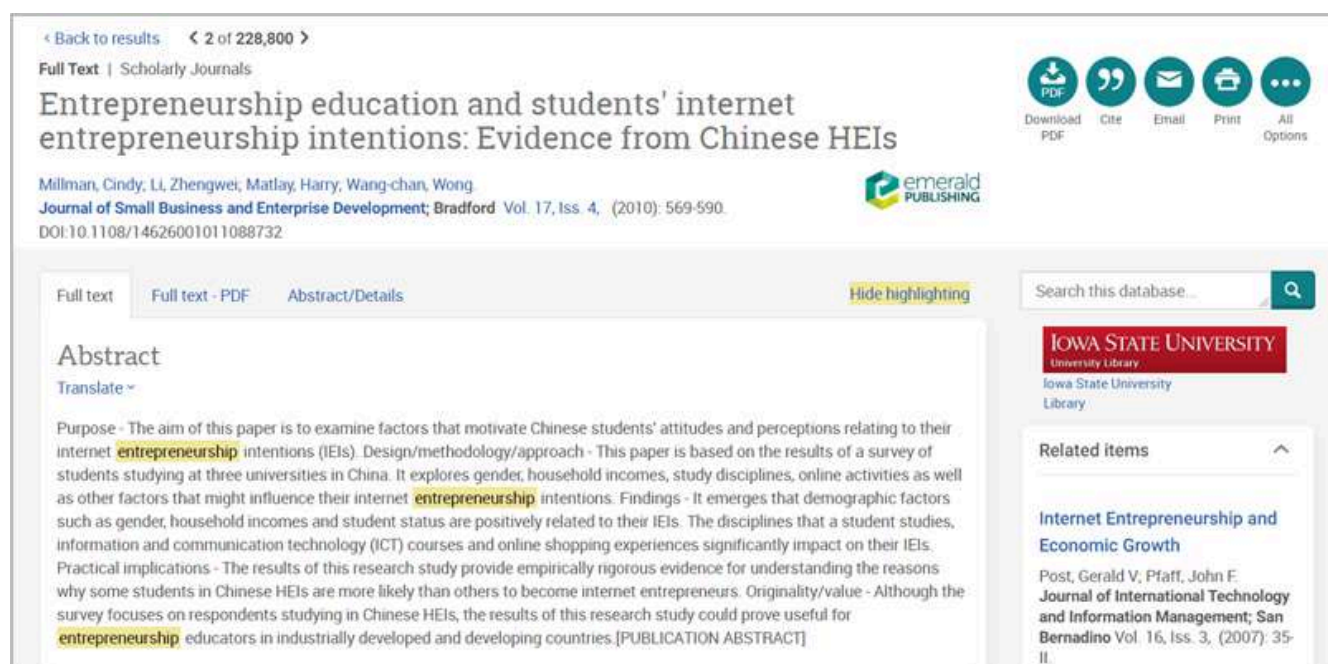 < Back to results < 2 of 228,800 >
Full Text | Scholarly Journals
Entrepreneurship education and students' internet
entrepreneurship intentions: Evidence from Chinese HEIs
Millman, Cindy; Li, Zhengwei; Matlay, Harry, Wang-chan, Wong.
Journal of Small Business and Enterprise Development; Bradford Vol. 17, Iss. 4, (2010): 569-590.
DOI:10.1108/14626001011088732
emerald
PUBLISHING
PDF
Download PDF
Cite
Email
Print
All Options
Full text Full text - PDF Abstract/Details Hide highlighting
Abstract
Translate
Purpose - The aim of this paper is to examine factors that motivate Chinese students' attitudes and perceptions relating to their
internet entrepreneurship intentions (IEIs). Design/methodology/approach - This paper is based on the results of a survey of
students studying at three universities in China. It explores gender, household incomes, study disciplines, online activities as well
as other factors that might influence their internet entrepreneurship intentions. Findings - It emerges that demographic factors
such as gender, household incomes and student status are positively related to their IEIs. The disciplines that a student studies,
information and communication technology (ICT) courses and online shopping experiences significantly impact on their IEIs.
Practical implications - The results of this research study provide empirically rigorous evidence for understanding the reasons
why some students in Chinese HEIs are more likely than others to become internet entrepreneurs. Originality/value - Although the
survey focuses on respondents studying in Chinese HEIs, the results of this research study could prove useful for
entrepreneurship educators in industrially developed and developing countries.[PUBLICATION ABSTRACT]
Search this database...
IOWA STATE UNIVERSITY
University Library
Iowa State University
Library
Related items
Internet Entrepreneurship and
Economic Growth
Post, Gerald V, Pfaff, John F.
Journal of International Technology
and Information Management; San
Bernadino Vol. 16, Iss. 3, (2007): 35-
II.